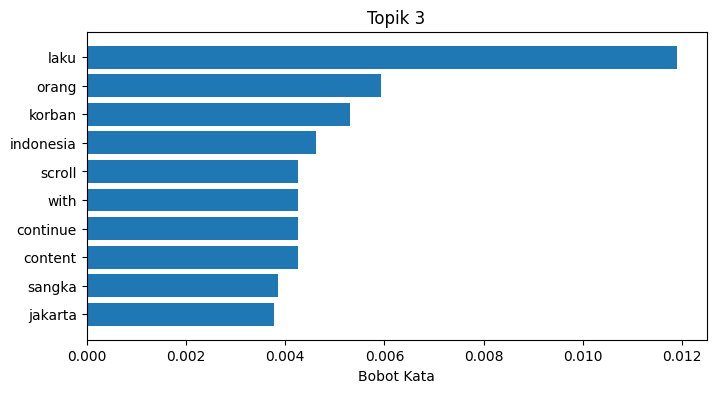 Topik 3
laku
orang
korban
indonesia
scroll
with
continue
content
sangka
jakarta
0.000 0.002 0.004 0.006 0.008 0.010 0.012
Bobot Kata